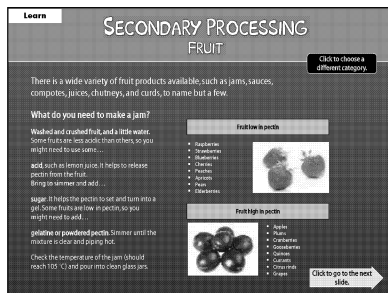 Learn
SECONDARY PROCESSING
FRUIT
Click to choose a
different category.
There is a wide variety of fruit products available, such as jams, sauces,
compotes, juices, chutneys, and curds, to name but a few.
What do you need to make a jam?
Washed and crushed fruit, and a little water.
Some fruits are less acidic than others, so you
might need to use some…
acid, such as lemon juice. It helps to release
pectin from the fruit.
Bring to simmer and add…
sugar. It helps the pectin to set and turn into a
gel. Some fruits are low in pectin, so you
might need to add…
gelatine or powdered pectin. Simmer until the
mixture is clear and piping hot.
Check the temperature of the jam (should
reach 105 °C) and pour into clean glass jars.
Fruit low in pectin
• Raspberries
• Strawberries
• Blueberries
• Cherries
• Peaches
• Apricots
• Pears
• Elderberries
Fruit high in pectin
• Apples
• Plums
• Cranberries
• Gooseberries
• Quinces
• Currants
• Citrus rinds
• Grapes
Click to go to the next
slide.